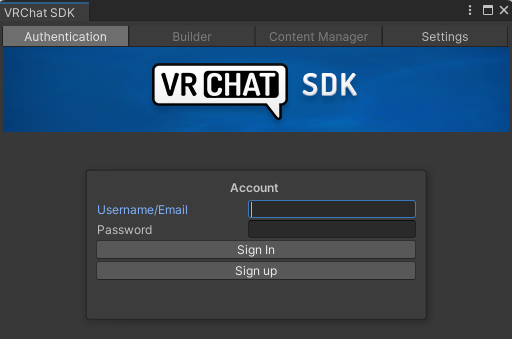 VRChat SDK
Authentication Builder Content Manager Settings
VRCHAT SDK
Account
Username/Email
Password
Sign In
Sign up